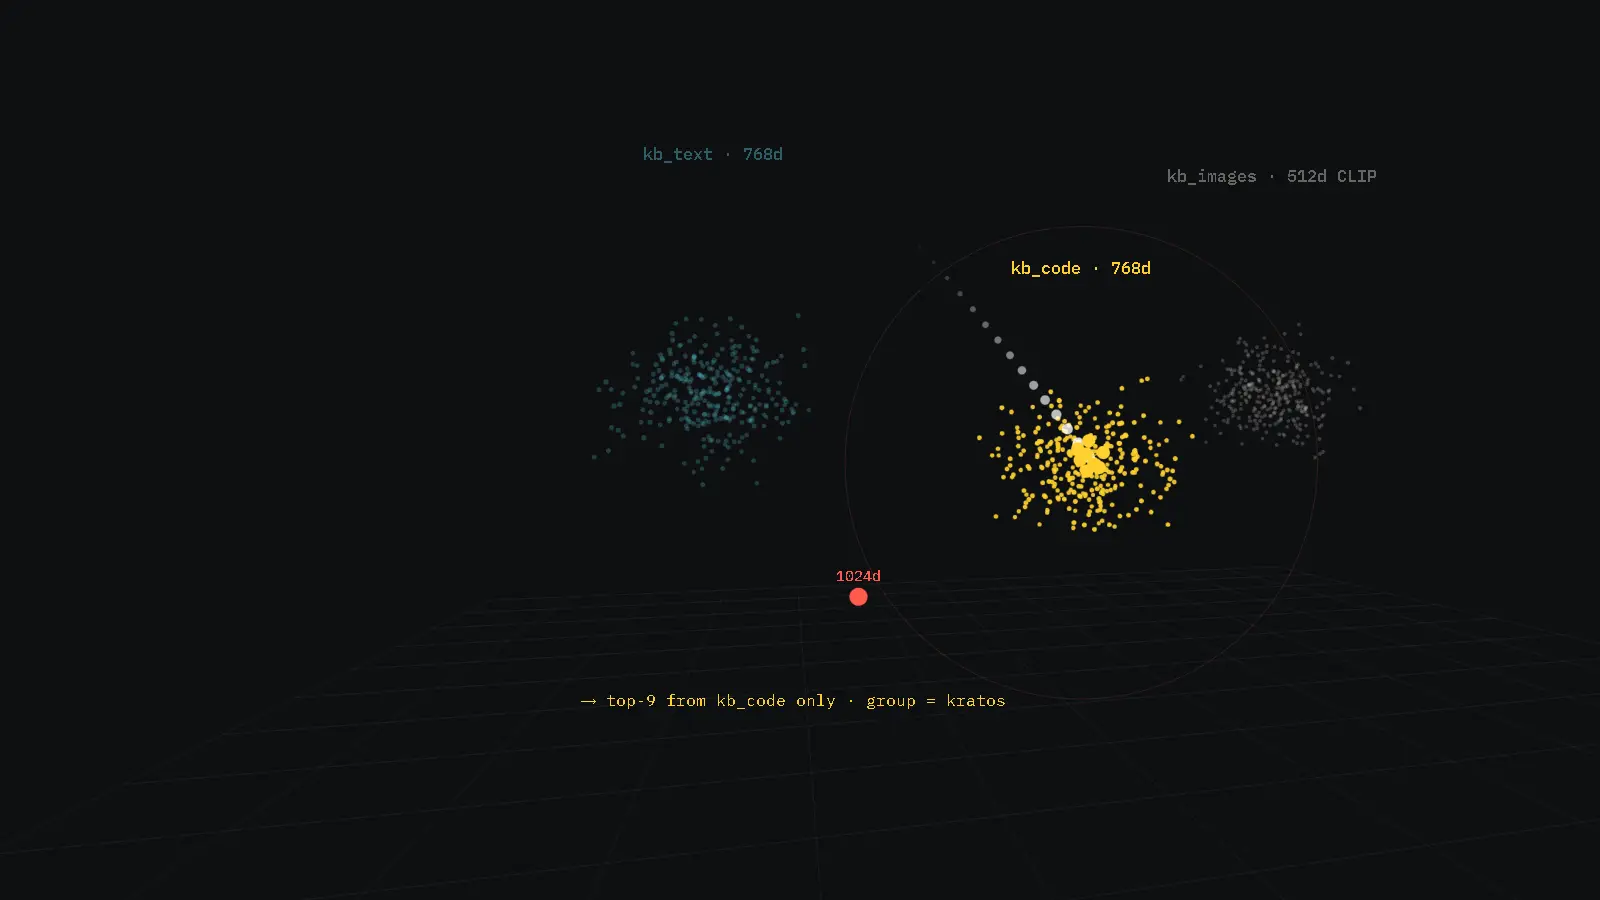 kb_text · 768d
kb_images · 512d CLIP
kb_code · 768d
1024d
→ top-9 from kb_code only · group = kratos